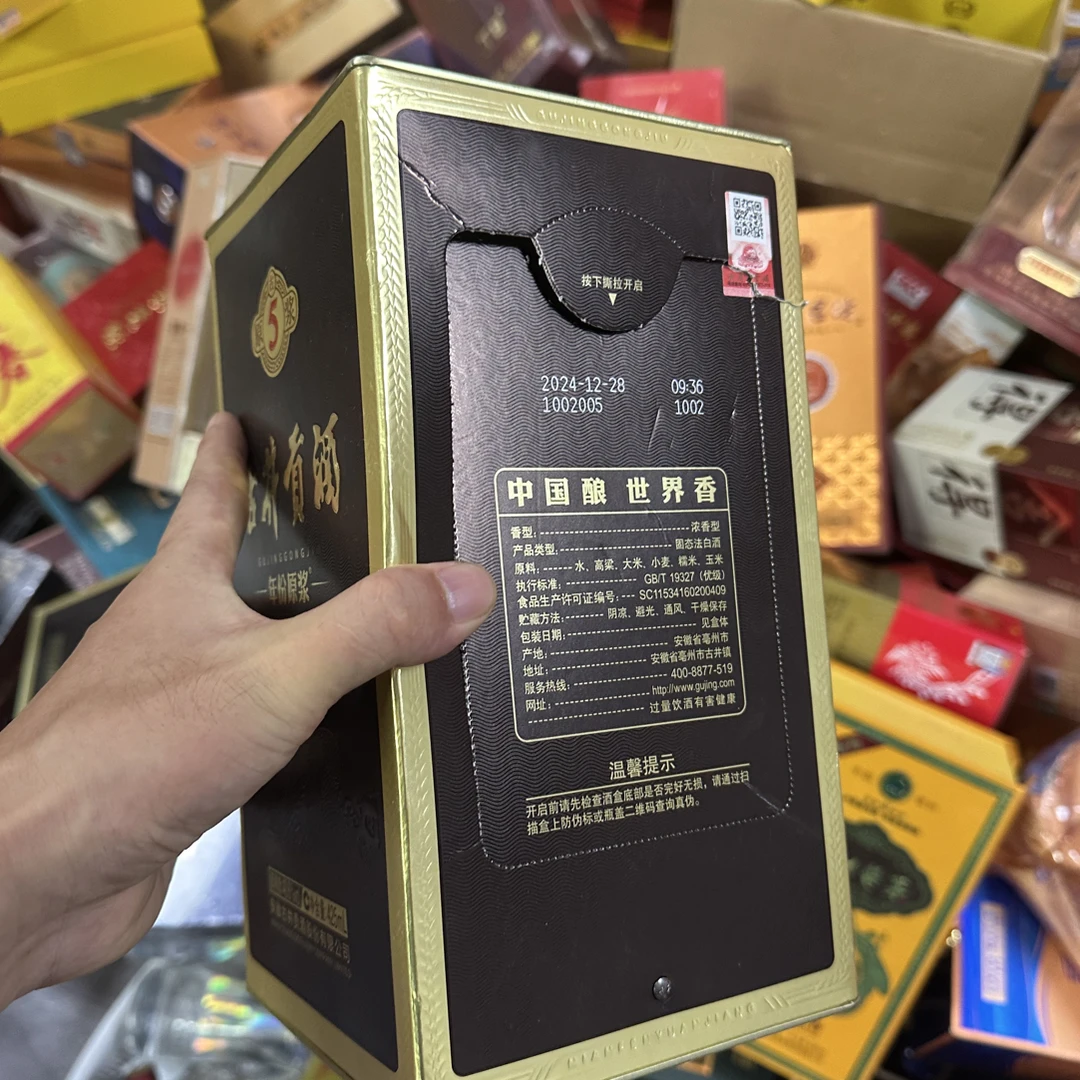 GUJINGGONGJIU
按下撕拉开启
2024-12-28 09:36
1002005 1002
中国酿 世界香
香型: 浓香型
产品类型: 固态法白酒
原料: 水、高粱、大米、小麦、糯米、玉米
执行标准: GB/T 19327 (优级)
食品生产许可证编号: SC11534160200409
贮藏方法: 阴凉、避光、通风、干燥保存
包装日期: 见盒体
产地: 安徽省亳州市
地址: 安徽省亳州市古井镇
服务热线: 400-8877-519
网址: http://www.gujing.com
过量饮酒有害健康
温馨提示
开启前请先检查酒盒底部是否完好无损，请通过扫
描盒上防伪标或瓶盖二维码查询真伪。
NIANFENYUANJIANG
5
井贡酒
GUJINGGONGJ
年份原浆